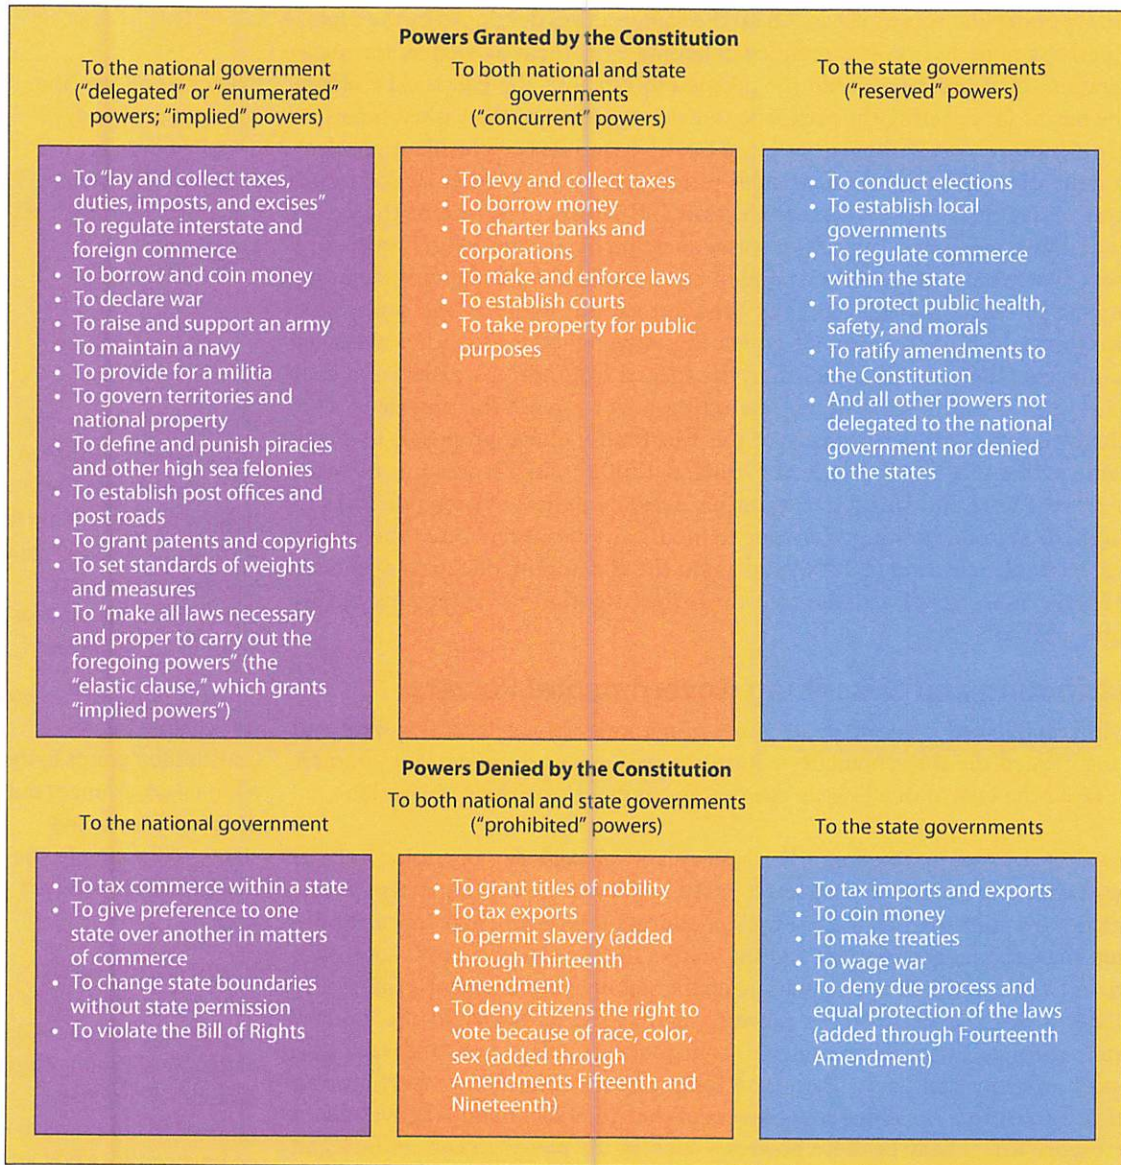 Powers Granted by the Constitution
To the national government
(“delegated” or “enumerated”
powers; “implied” powers)
To both national and state
governments
(“concurrent” powers)
To the state governments
(“reserved” powers)
• To “lay and collect taxes,
duties, imposts, and excises”
• To regulate interstate and
foreign commerce
• To borrow and coin money
• To declare war
• To raise and support an army
• To maintain a navy
• To provide for a militia
• To govern territories and
national property
• To define and punish piracies
and other high sea felonies
• To establish post offices and
post roads
• To grant patents and copyrights
• To set standards of weights
and measures
• To “make all laws necessary
and proper to carry out the
foregoing powers” (the
“elastic clause,” which grants
“implied powers”)
• To levy and collect taxes
• To borrow money
• To charter banks and
corporations
• To make and enforce laws
• To establish courts
• To take property for public
purposes
• To conduct elections
• To establish local
governments
• To regulate commerce
within the state
• To protect public health,
safety, and morals
• To ratify amendments to
the Constitution
• And all other powers not
delegated to the national
government nor denied
to the states
Powers Denied by the Constitution
To the national government
To both national and state governments
(“prohibited” powers)
To the state governments
• To tax commerce within a state
• To give preference to one
state over another in matters
of commerce
• To change state boundaries
without state permission
• To violate the Bill of Rights
• To grant titles of nobility
• To tax exports
• To permit slavery (added
through Thirteenth
Amendment)
• To deny citizens the right to
vote because of race, color,
sex (added through
Amendments Fifteenth and
Nineteenth)
• To tax imports and exports
• To coin money
• To make treaties
• To wage war
• To deny due process and
equal protection of the laws
(added through Fourteenth
Amendment)